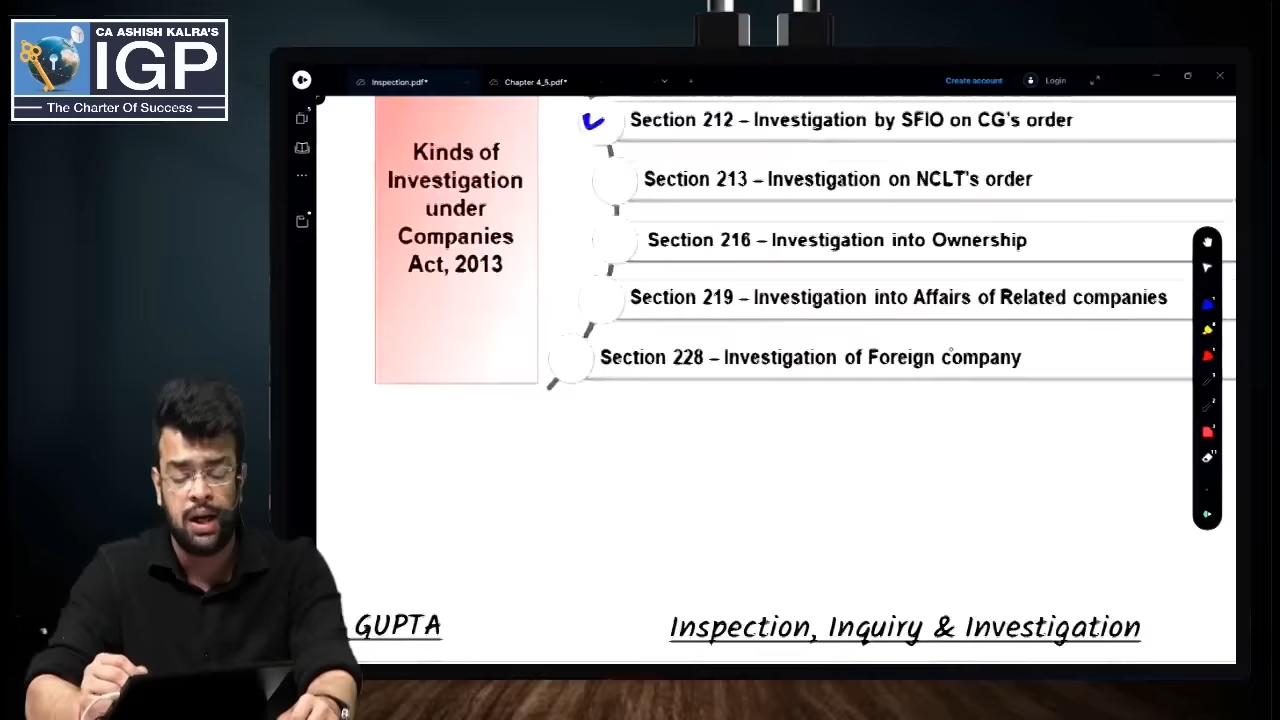 CA ASHISH KALRA'S
IGP
The Charter Of Success
Inspection.pdf*
Chapter 4_5.pdf*
Create account
Login
Kinds of
Investigation
under
Companies
Act, 2013
Section 212 – Investigation by SFIO on CG's order
Section 213 – Investigation on NCLT's order
Section 216 – Investigation into Ownership
Section 219 – Investigation into Affairs of Related companies
Section 228 – Investigation of Foreign company
GUPTA
Inspection, Inquiry & Investigation